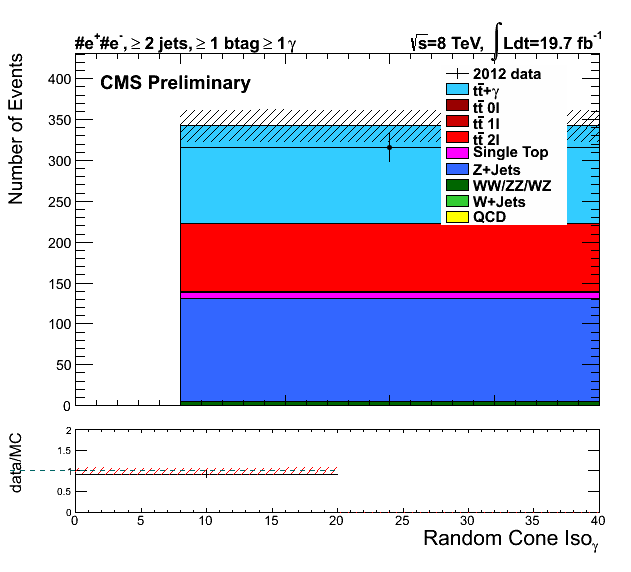 #e⁺#e⁻, ≥ 2 jets, ≥ 1 btag ≥ 1 γ
√s=8 TeV, ∫Ldt=19.7 fb⁻¹
CMS Preliminary
2012 data
tt̄+γ
tt̄ 0l
tt̄ 1l
tt̄ 2l
Single Top
Z+Jets
WW/ZZ/WZ
W+Jets
QCD
Number of Events
400
350
300
250
200
150
100
50
0
data/MC
2
1.5
1
0.5
0
0 5 10 15 20 25 30 35 40
Random Cone Iso_γ